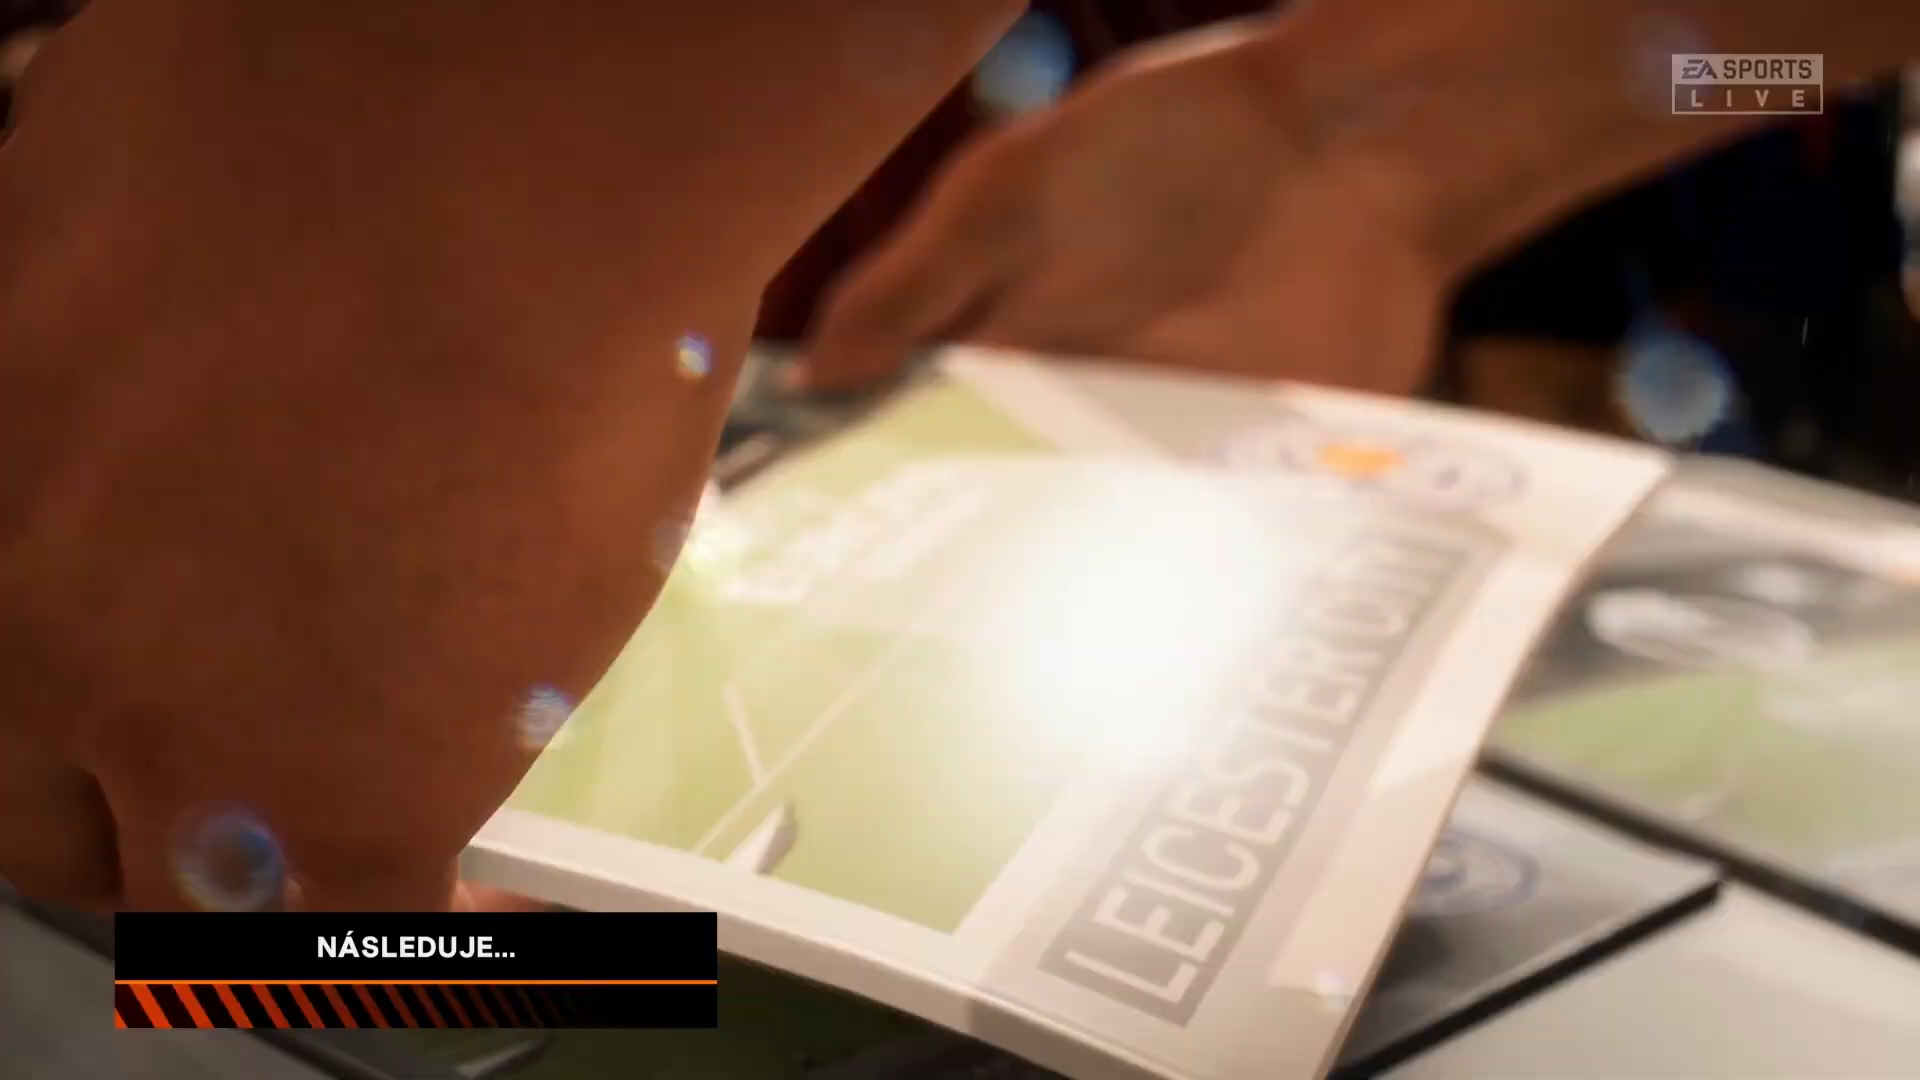 EA SPORTS
LIVE
LEICESTER CITY
NÁSLEDUJE...